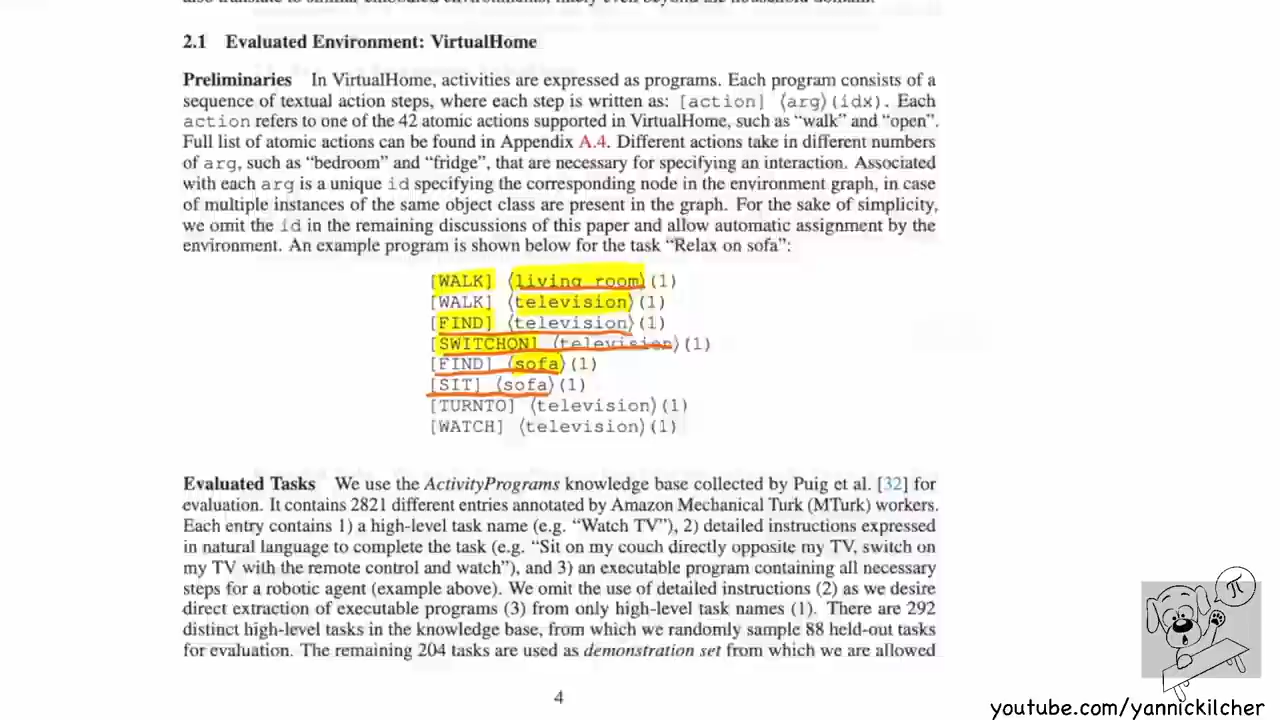 also translate to similar embodied environments, likely even beyond the household domain.
2.1 Evaluated Environment: VirtualHome
Preliminaries In VirtualHome, activities are expressed as programs. Each program consists of a
sequence of textual action steps, where each step is written as: [action] ⟨arg⟩(idx). Each
action refers to one of the 42 atomic actions supported in VirtualHome, such as “walk” and “open”.
Full list of atomic actions can be found in Appendix A.4. Different actions take in different numbers
of arg, such as “bedroom” and “fridge”, that are necessary for specifying an interaction. Associated
with each arg is a unique id specifying the corresponding node in the environment graph, in case
of multiple instances of the same object class are present in the graph. For the sake of simplicity,
we omit the id in the remaining discussions of this paper and allow automatic assignment by the
environment. An example program is shown below for the task “Relax on sofa”:
[WALK] ⟨living room⟩(1)
[WALK] ⟨television⟩(1)
[FIND] ⟨television⟩(1)
[SWITCHON] ⟨television⟩(1)
[FIND] ⟨sofa⟩(1)
[SIT] ⟨sofa⟩(1)
[TURNTO] ⟨television⟩(1)
[WATCH] ⟨television⟩(1)
Evaluated Tasks We use the ActivityPrograms knowledge base collected by Puig et al. [32] for
evaluation. It contains 2821 different entries annotated by Amazon Mechanical Turk (MTurk) workers.
Each entry contains 1) a high-level task name (e.g. “Watch TV”), 2) detailed instructions expressed
in natural language to complete the task (e.g. “Sit on my couch directly opposite my TV, switch on
my TV with the remote control and watch”), and 3) an executable program containing all necessary
steps for a robotic agent (example above). We omit the use of detailed instructions (2) as we desire
direct extraction of executable programs (3) from only high-level task names (1). There are 292
distinct high-level tasks in the knowledge base, from which we randomly sample 88 held-out tasks
for evaluation. The remaining 204 tasks are used as demonstration set from which we are allowed
4
π
youtube.com/yannickilcher